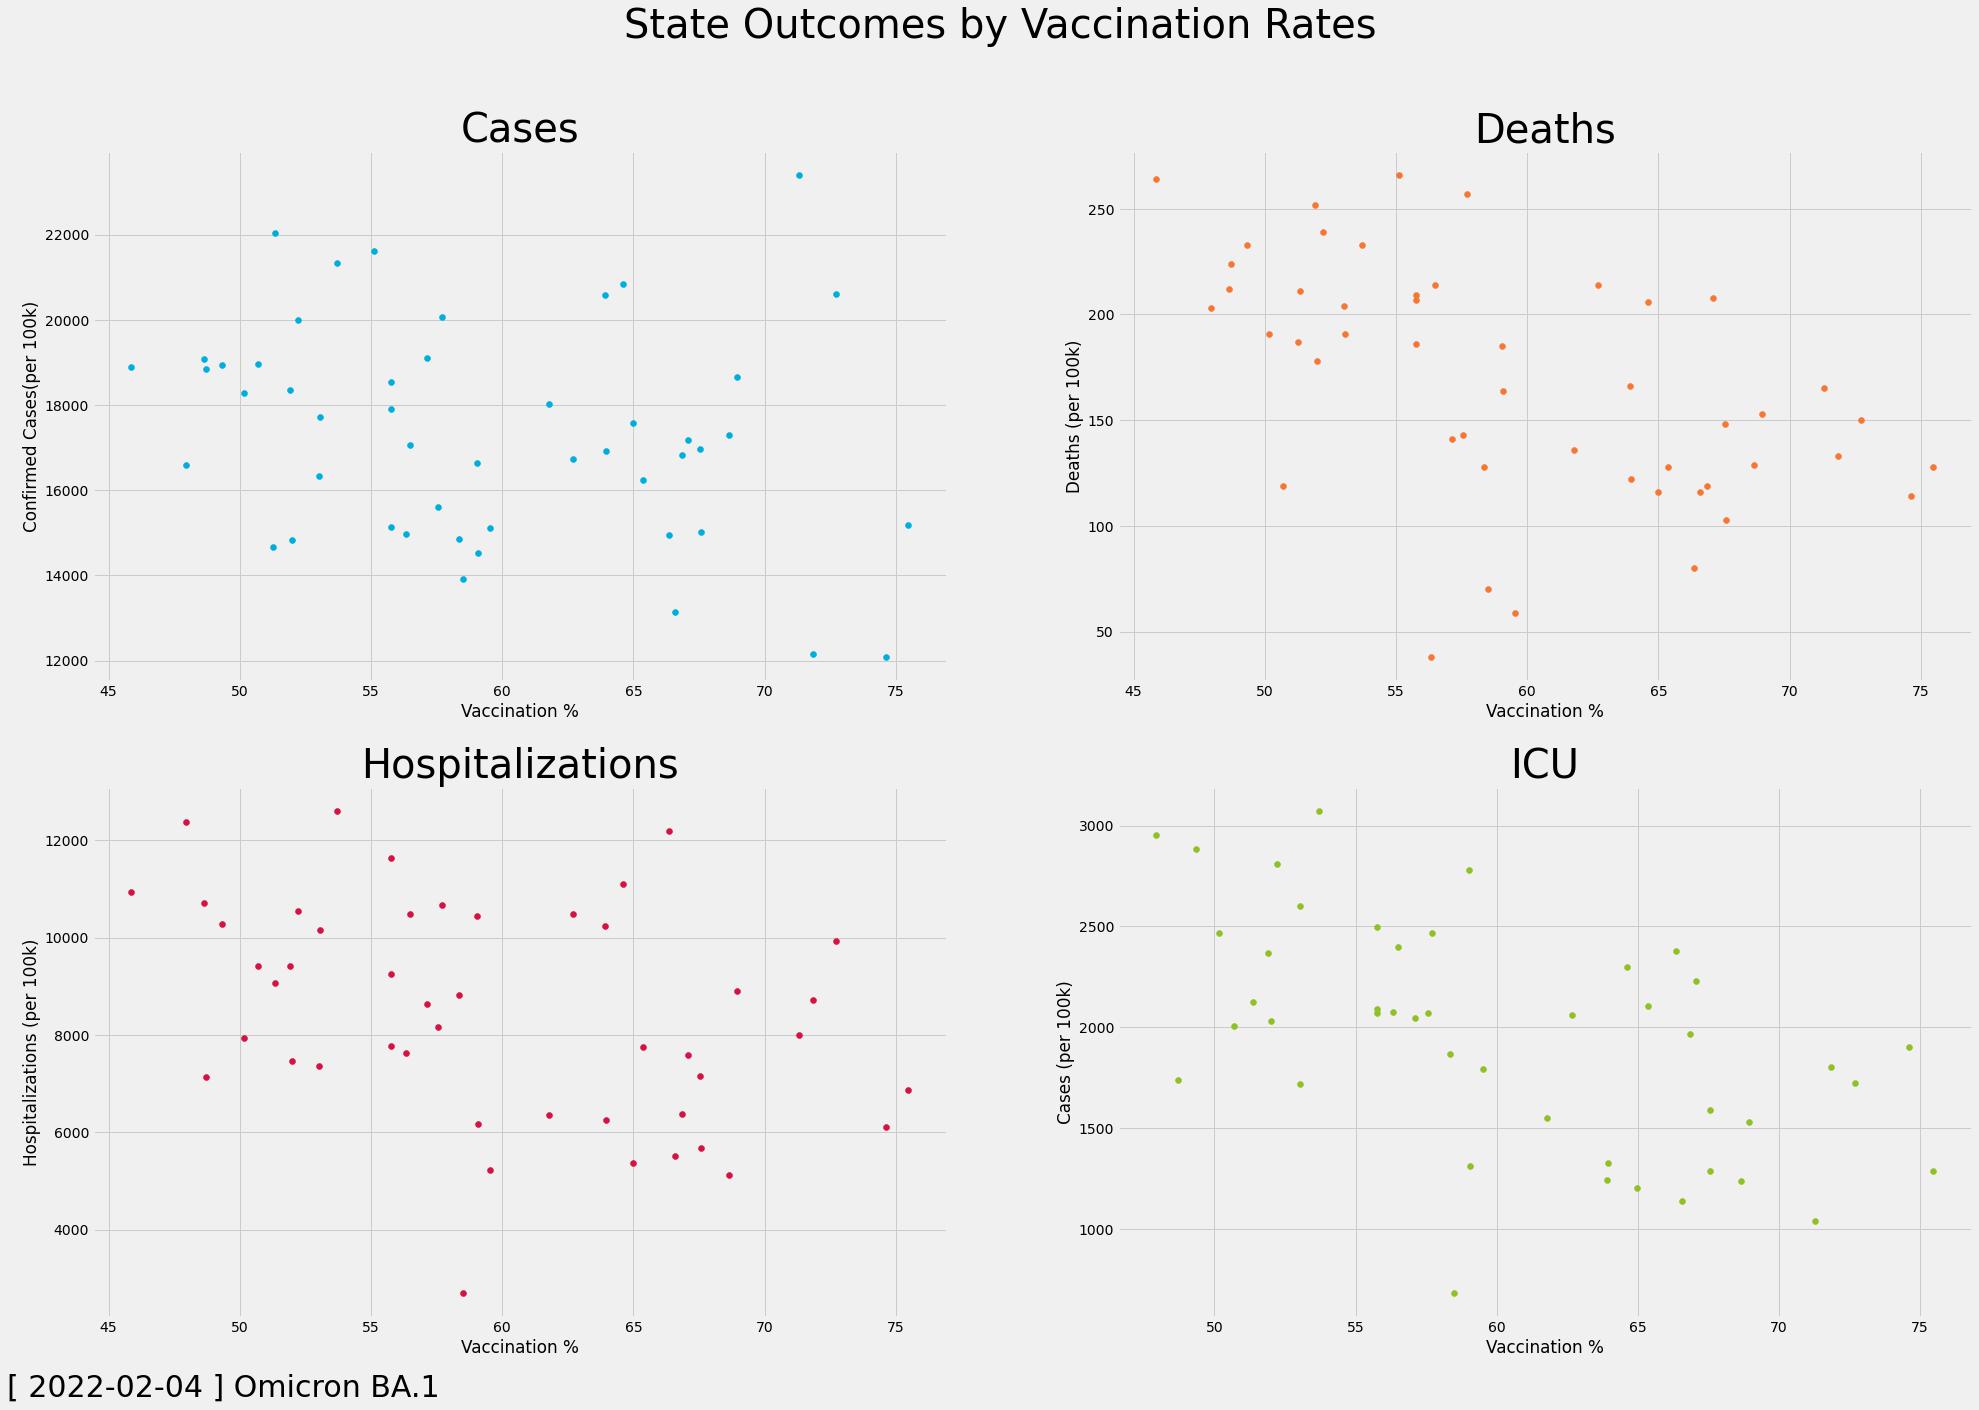 State Outcomes by Vaccination Rates
Cases
Confirmed Cases(per 100k)
22000
20000
18000
16000
14000
12000
45 50 55 60 65 70 75
Vaccination %
Deaths
Deaths (per 100k)
250
200
150
100
50
45 50 55 60 65 70 75
Vaccination %
Hospitalizations
Hospitalizations (per 100k)
12000
10000
8000
6000
4000
45 50 55 60 65 70 75
Vaccination %
ICU
Cases (per 100k)
3000
2500
2000
1500
1000
50 55 60 65 70 75
Vaccination %
[ 2022-02-04 ] Omicron BA.1